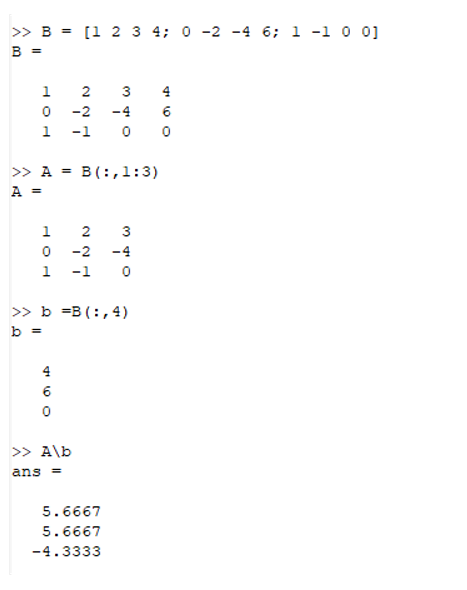 >> B = [1 2 3 4; 0 -2 -4 6; 1 -1 0 0]
B =
1 2 3 4
0 -2 -4 6
1 -1 0 0
>> A = B(:,1:3)
A =
1 2 3
0 -2 -4
1 -1 0
>> b =B(:,4)
b =
4
6
0
>> A\b
ans =
5.6667
5.6667
-4.3333